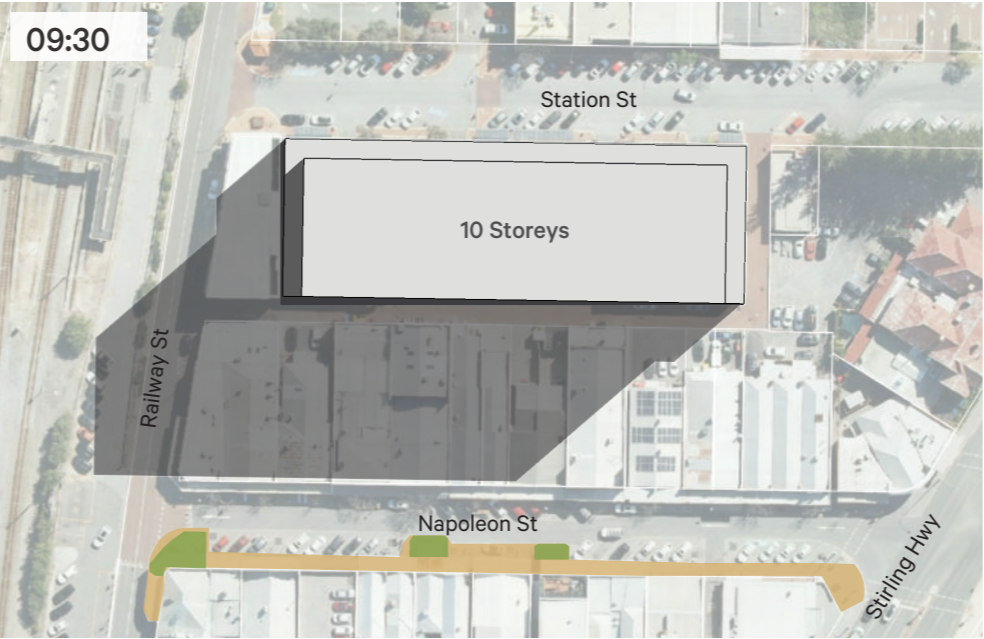 09:30
Station St
10 Storeys
Railway St
Napoleon St
Stirling Hwy